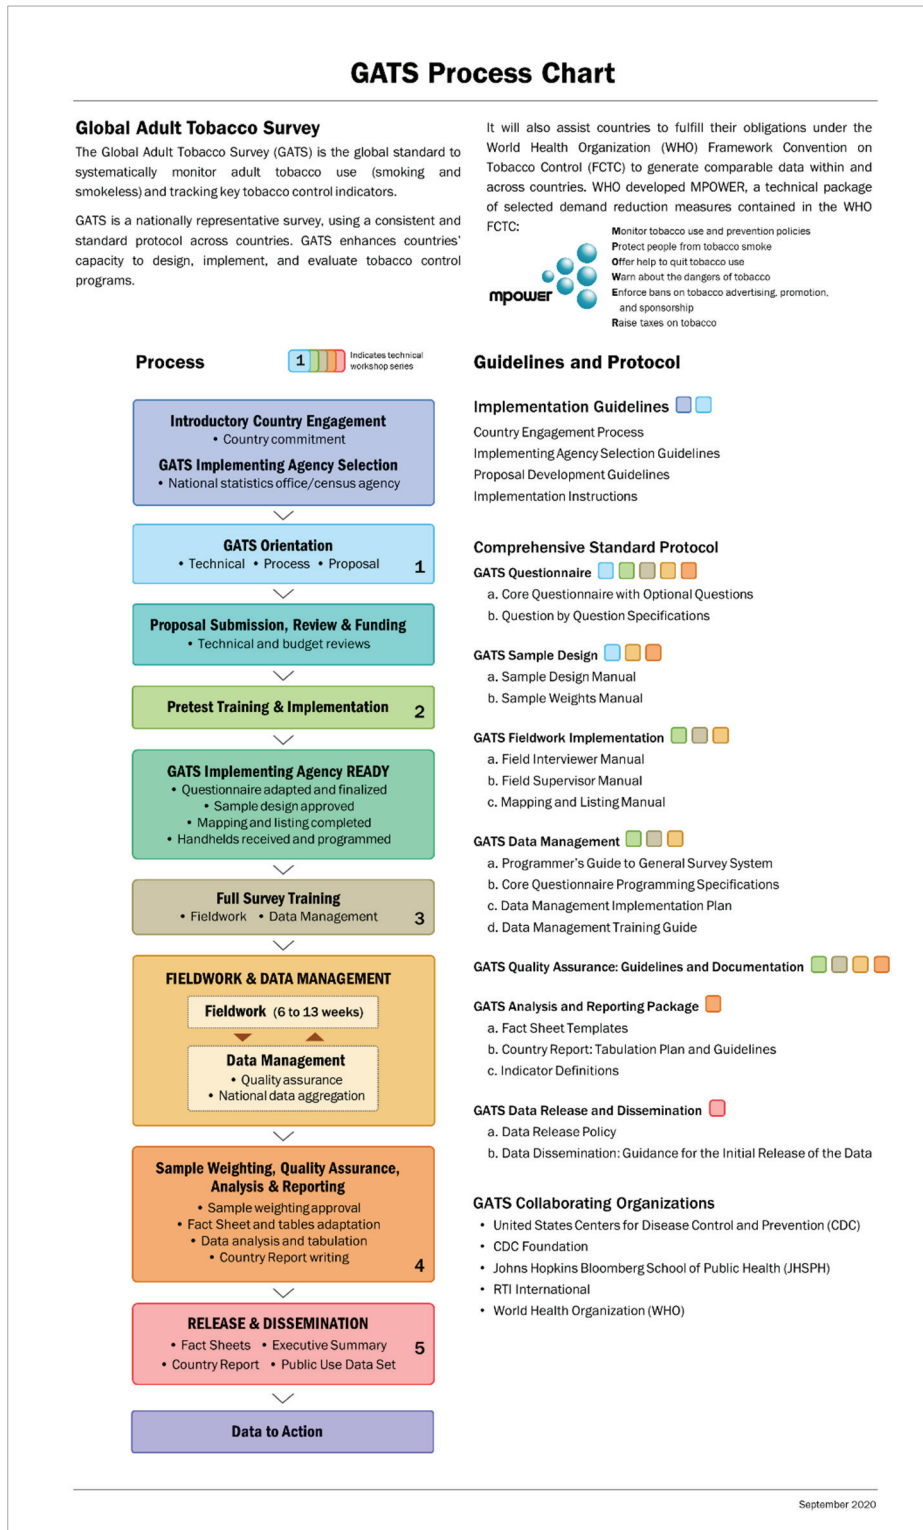 GATS Process Chart
Global Adult Tobacco Survey
The Global Adult Tobacco Survey (GATS) is the global standard to
systematically monitor adult tobacco use (smoking and
smokeless) and tracking key tobacco control indicators.
GATS is a nationally representative survey, using a consistent and
standard protocol across countries. GATS enhances countries'
capacity to design, implement, and evaluate tobacco control
programs.
It will also assist countries to fulfill their obligations under the
World Health Organization (WHO) Framework Convention on
Tobacco Control (FCTC) to generate comparable data within and
across countries. WHO developed MPOWER, a technical package
of selected demand reduction measures contained in the WHO
FCTC:
mpower
Monitor tobacco use and prevention policies
Protect people from tobacco smoke
Offer help to quit tobacco use
Warn about the dangers of tobacco
Enforce bans on tobacco advertising, promotion,
and sponsorship
Raise taxes on tobacco
Process
1
Indicates technical
workshop series
Introductory Country Engagement
• Country commitment
GATS Implementing Agency Selection
• National statistics office/census agency
GATS Orientation
• Technical • Process • Proposal
1
Proposal Submission, Review & Funding
• Technical and budget reviews
Pretest Training & Implementation
2
GATS Implementing Agency READY
• Questionnaire adapted and finalized
• Sample design approved
• Mapping and listing completed
• Handhelds received and programmed
Full Survey Training
• Fieldwork • Data Management
3
FIELDWORK & DATA MANAGEMENT
Fieldwork (6 to 13 weeks)
Data Management
• Quality assurance
• National data aggregation
Sample Weighting, Quality Assurance,
Analysis & Reporting
• Sample weighting approval
• Fact Sheet and tables adaptation
• Data analysis and tabulation
• Country Report writing
4
RELEASE & DISSEMINATION
• Fact Sheets • Executive Summary
• Country Report • Public Use Data Set
5
Data to Action
Guidelines and Protocol
Implementation Guidelines
Country Engagement Process
Implementing Agency Selection Guidelines
Proposal Development Guidelines
Implementation Instructions
Comprehensive Standard Protocol
GATS Questionnaire
a. Core Questionnaire with Optional Questions
b. Question by Question Specifications
GATS Sample Design
a. Sample Design Manual
b. Sample Weights Manual
GATS Fieldwork Implementation
a. Field Interviewer Manual
b. Field Supervisor Manual
c. Mapping and Listing Manual
GATS Data Management
a. Programmer's Guide to General Survey System
b. Core Questionnaire Programming Specifications
c. Data Management Implementation Plan
d. Data Management Training Guide
GATS Quality Assurance: Guidelines and Documentation
GATS Analysis and Reporting Package
a. Fact Sheet Templates
b. Country Report: Tabulation Plan and Guidelines
c. Indicator Definitions
GATS Data Release and Dissemination
a. Data Release Policy
b. Data Dissemination: Guidance for the Initial Release of the Data
GATS Collaborating Organizations
• United States Centers for Disease Control and Prevention (CDC)
• CDC Foundation
• Johns Hopkins Bloomberg School of Public Health (JHSPH)
• RTI International
• World Health Organization (WHO)
September 2020